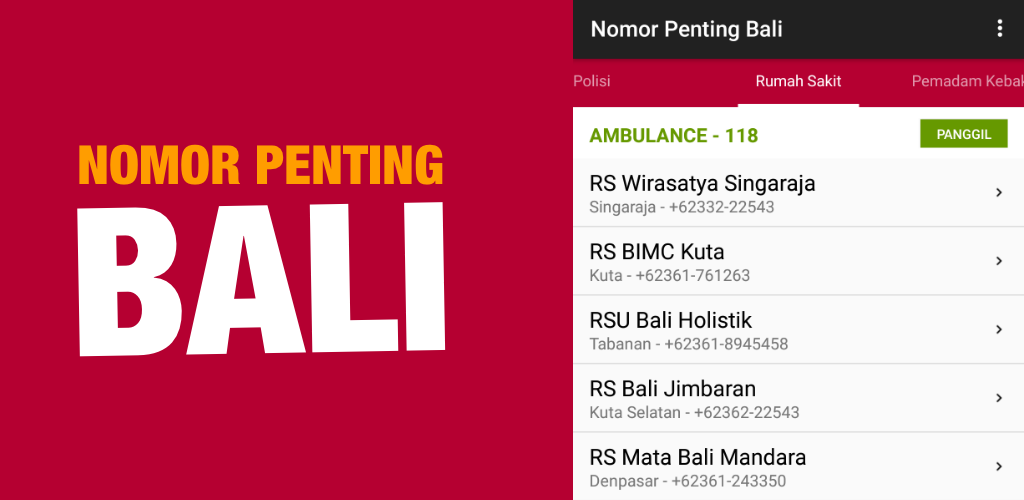 NOMOR PENTING
BALI
Nomor Penting Bali
Polisi
Rumah Sakit
Pemadam Kebak
AMBULANCE - 118
PANGGIL
RS Wirasatya Singaraja
Singaraja - +62332-22543
RS BIMC Kuta
Kuta - +62361-761263
RSU Bali Holistik
Tabanan - +62361-8945458
RS Bali Jimbaran
Kuta Selatan - +62362-22543
RS Mata Bali Mandara
Denpasar - +62361-243350